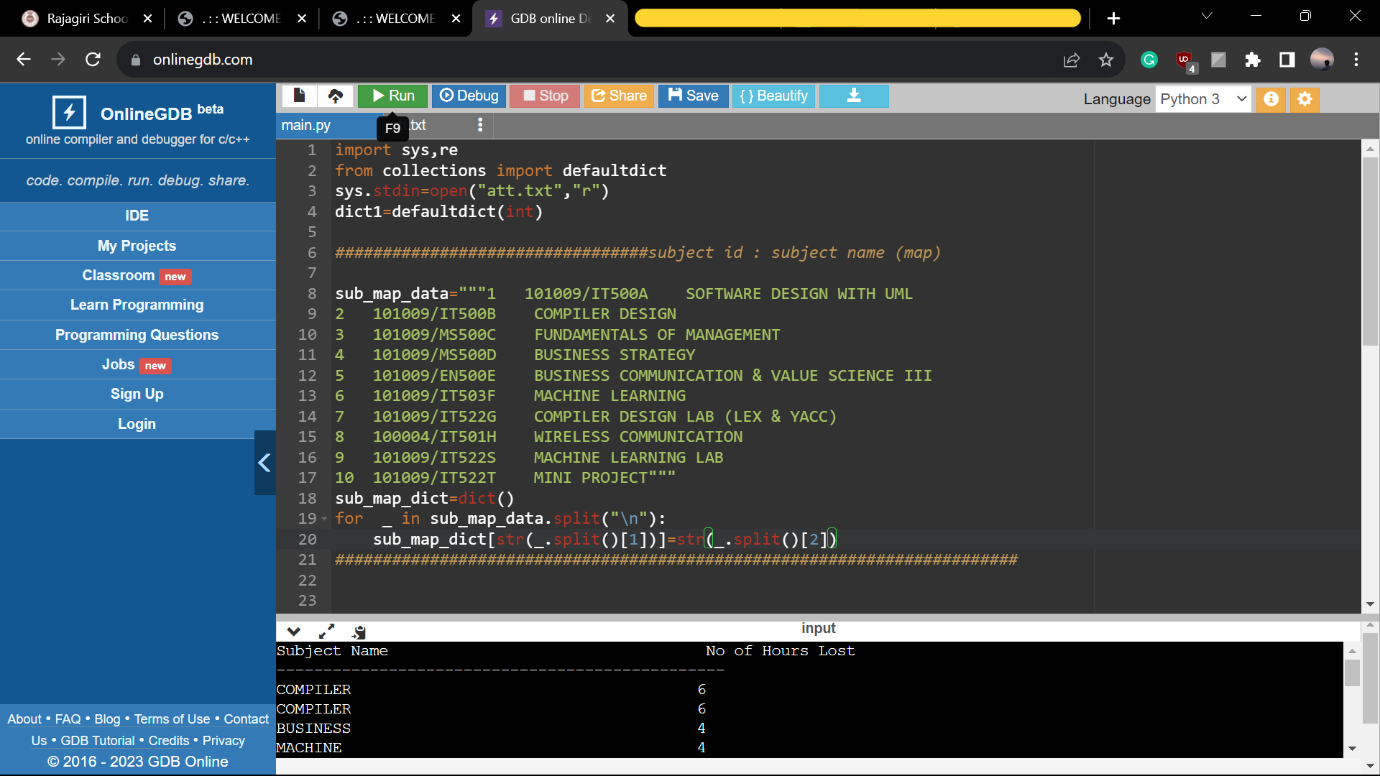 Rajagiri Schoo
. : : WELCOME
. : : WELCOME
GDB online De
onlinegdb.com
4
OnlineGDB beta
online compiler and debugger for c/c++
code. compile. run. debug. share.
IDE
My Projects
Classroom new
Learn Programming
Programming Questions
Jobs new
Sign Up
Login
About • FAQ • Blog • Terms of Use • Contact
Us • GDB Tutorial • Credits • Privacy
© 2016 - 2023 GDB Online
Run Debug Stop Share Save { } Beautify
Language Python 3
main.py .txt
F9
1 import sys,re
2 from collections import defaultdict
3 sys.stdin=open("att.txt","r")
4 dict1=defaultdict(int)
5
6 #################################subject id : subject name (map)
7
8 sub_map_data="""1   101009/IT500A    SOFTWARE DESIGN WITH UML
9 2   101009/IT500B    COMPILER DESIGN
10 3   101009/MS500C    FUNDAMENTALS OF MANAGEMENT
11 4   101009/MS500D    BUSINESS STRATEGY
12 5   101009/EN500E    BUSINESS COMMUNICATION & VALUE SCIENCE III
13 6   101009/IT503F    MACHINE LEARNING
14 7   101009/IT522G    COMPILER DESIGN LAB (LEX & YACC)
15 8   100004/IT501H    WIRELESS COMMUNICATION
16 9   101009/IT522S    MACHINE LEARNING LAB
17 10  101009/IT522T    MINI PROJECT"""
18 sub_map_dict=dict()
19 for  _ in sub_map_data.split("\n"):
20     sub_map_dict[str(_.split()[1])]=str(_.split()[2])
21 ########################################################################
22
23
input
Subject Name No of Hours Lost
------------------------------------------------
COMPILER 6
COMPILER 6
BUSINESS 4
MACHINE 4